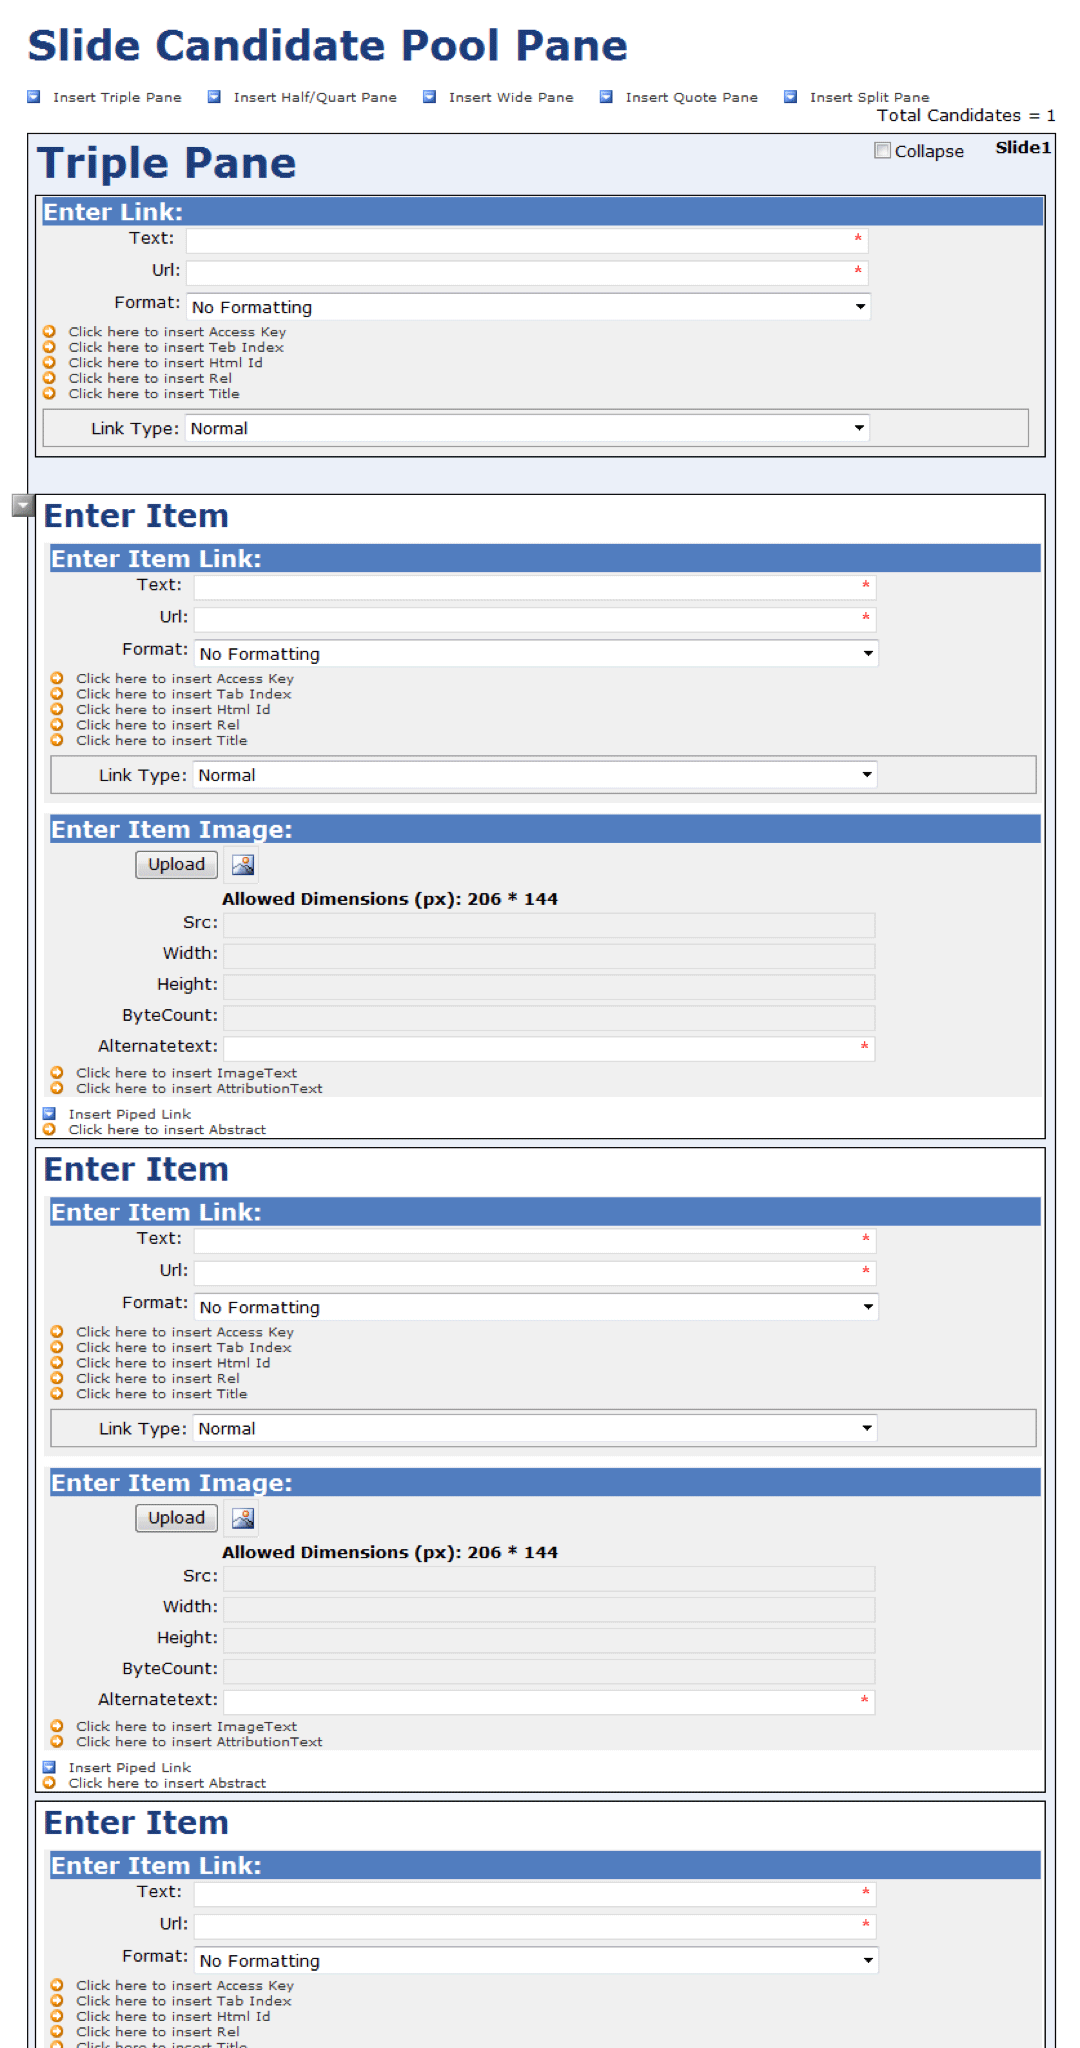 Slide Candidate Pool Pane
Insert Triple Pane Insert Half/Quart Pane Insert Wide Pane Insert Quote Pane Insert Split Pane
Total Candidates = 1
Triple Pane Collapse Slide1
Enter Link:
Text: *
Url: *
Format: No Formatting
Click here to insert Access Key
Click here to insert Teb Index
Click here to insert Html Id
Click here to insert Rel
Click here to insert Title
Link Type: Normal
Enter Item
Enter Item Link:
Text: *
Url: *
Format: No Formatting
Click here to insert Access Key
Click here to insert Tab Index
Click here to insert Html Id
Click here to insert Rel
Click here to insert Title
Link Type: Normal
Enter Item Image:
Upload
Allowed Dimensions (px): 206 * 144
Src:
Width:
Height:
ByteCount:
Alternatetext: *
Click here to insert ImageText
Click here to insert AttributionText
Insert Piped Link
Click here to insert Abstract
Enter Item
Enter Item Link:
Text: *
Url: *
Format: No Formatting
Click here to insert Access Key
Click here to insert Tab Index
Click here to insert Html Id
Click here to insert Rel
Click here to insert Title
Link Type: Normal
Enter Item Image:
Upload
Allowed Dimensions (px): 206 * 144
Src:
Width:
Height:
ByteCount:
Alternatetext: *
Click here to insert ImageText
Click here to insert AttributionText
Insert Piped Link
Click here to insert Abstract
Enter Item
Enter Item Link:
Text: *
Url: *
Format: No Formatting
Click here to insert Access Key
Click here to insert Tab Index
Click here to insert Html Id
Click here to insert Rel
Click here to insert Title